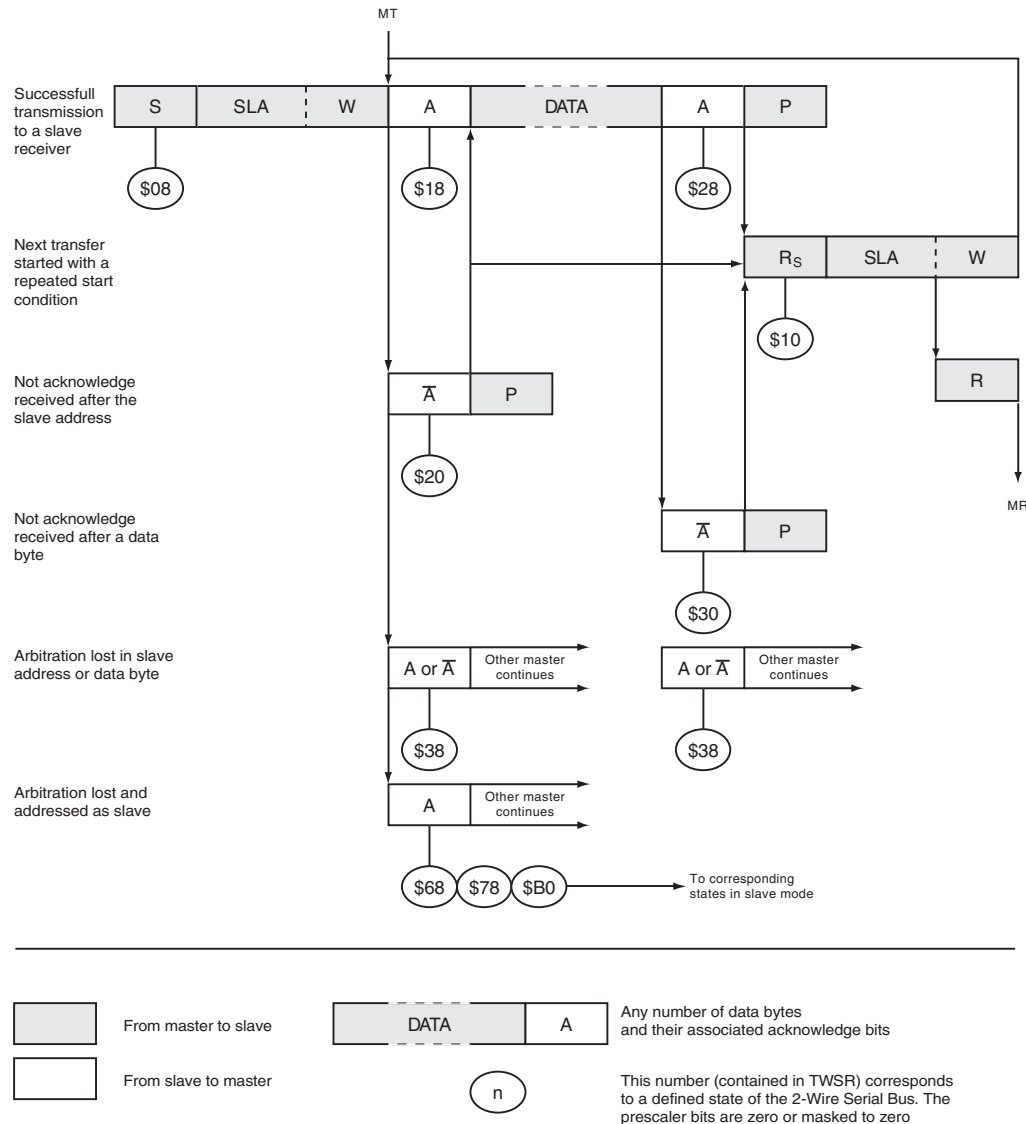 MT
Successfull
transmission
to a slave
receiver
S SLA W A DATA A P
$08 $18 $28
Next transfer
started with a
repeated start
condition
RS SLA W
$10
Not acknowledge
received after the
slave address
A̅ P
R
$20
MR
Not acknowledge
received after a data
byte
A̅ P
$30
Arbitration lost in slave
address or data byte
A or A̅ Other master
continues
A or A̅ Other master
continues
$38 $38
Arbitration lost and
addressed as slave
A Other master
continues
$68 $78 $B0
To corresponding
states in slave mode
From master to slave
DATA A
Any number of data bytes
and their associated acknowledge bits
From slave to master
n
This number (contained in TWSR) corresponds
to a defined state of the 2-Wire Serial Bus. The
prescaler bits are zero or masked to zero